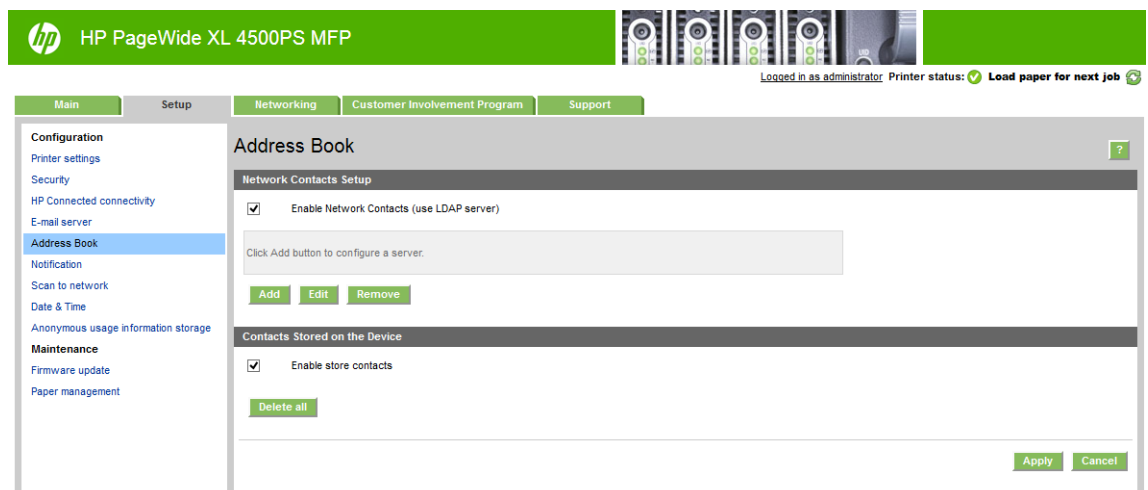 hp HP PageWide XL 4500PS MFP
UID
Logged in as administrator Printer status: Load paper for next job
Main Setup Networking Customer Involvement Program Support
Configuration
Printer settings
Security
HP Connected connectivity
E-mail server
Address Book
Notification
Scan to network
Date & Time
Anonymous usage information storage
Maintenance
Firmware update
Paper management
Address Book
?
Network Contacts Setup
Enable Network Contacts (use LDAP server)
Click Add button to configure a server.
Add Edit Remove
Contacts Stored on the Device
Enable store contacts
Delete all
Apply Cancel